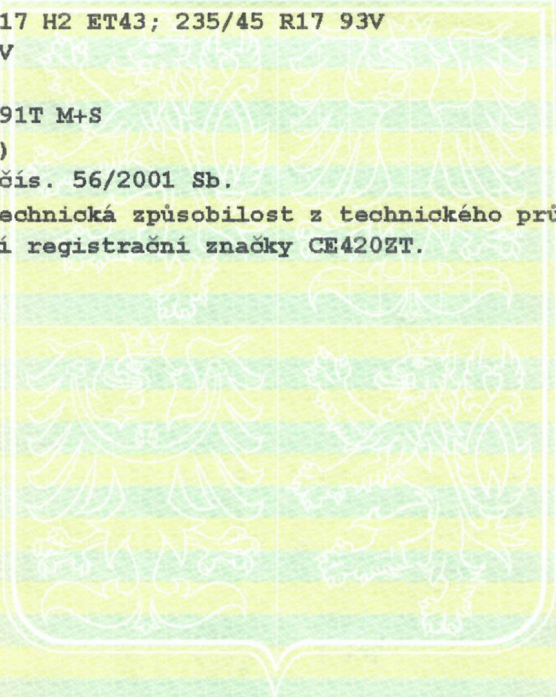 17 H2 ET43; 235/45 R17 93V
V
91T M+S
)
čís. 56/2001 Sb.
echnická způsobilost z technického prů
í registrační značky CE420ZT.